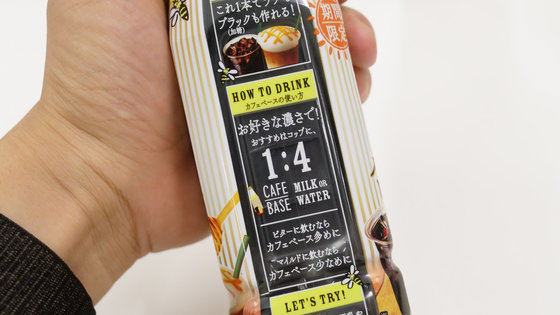 これ1本でラテ
ブラックも作れる!
(加糖)
期間
限定
HOW TO DRINK
カフェベースの使い方
お好きな濃さで!
おすすめはコップに、
1:4
CAFE MILK OR
BASE WATER
ビターに飲むなら
カフェベース多めに
マイルドに飲むなら
カフェベース少なめに
LET'S TRY!